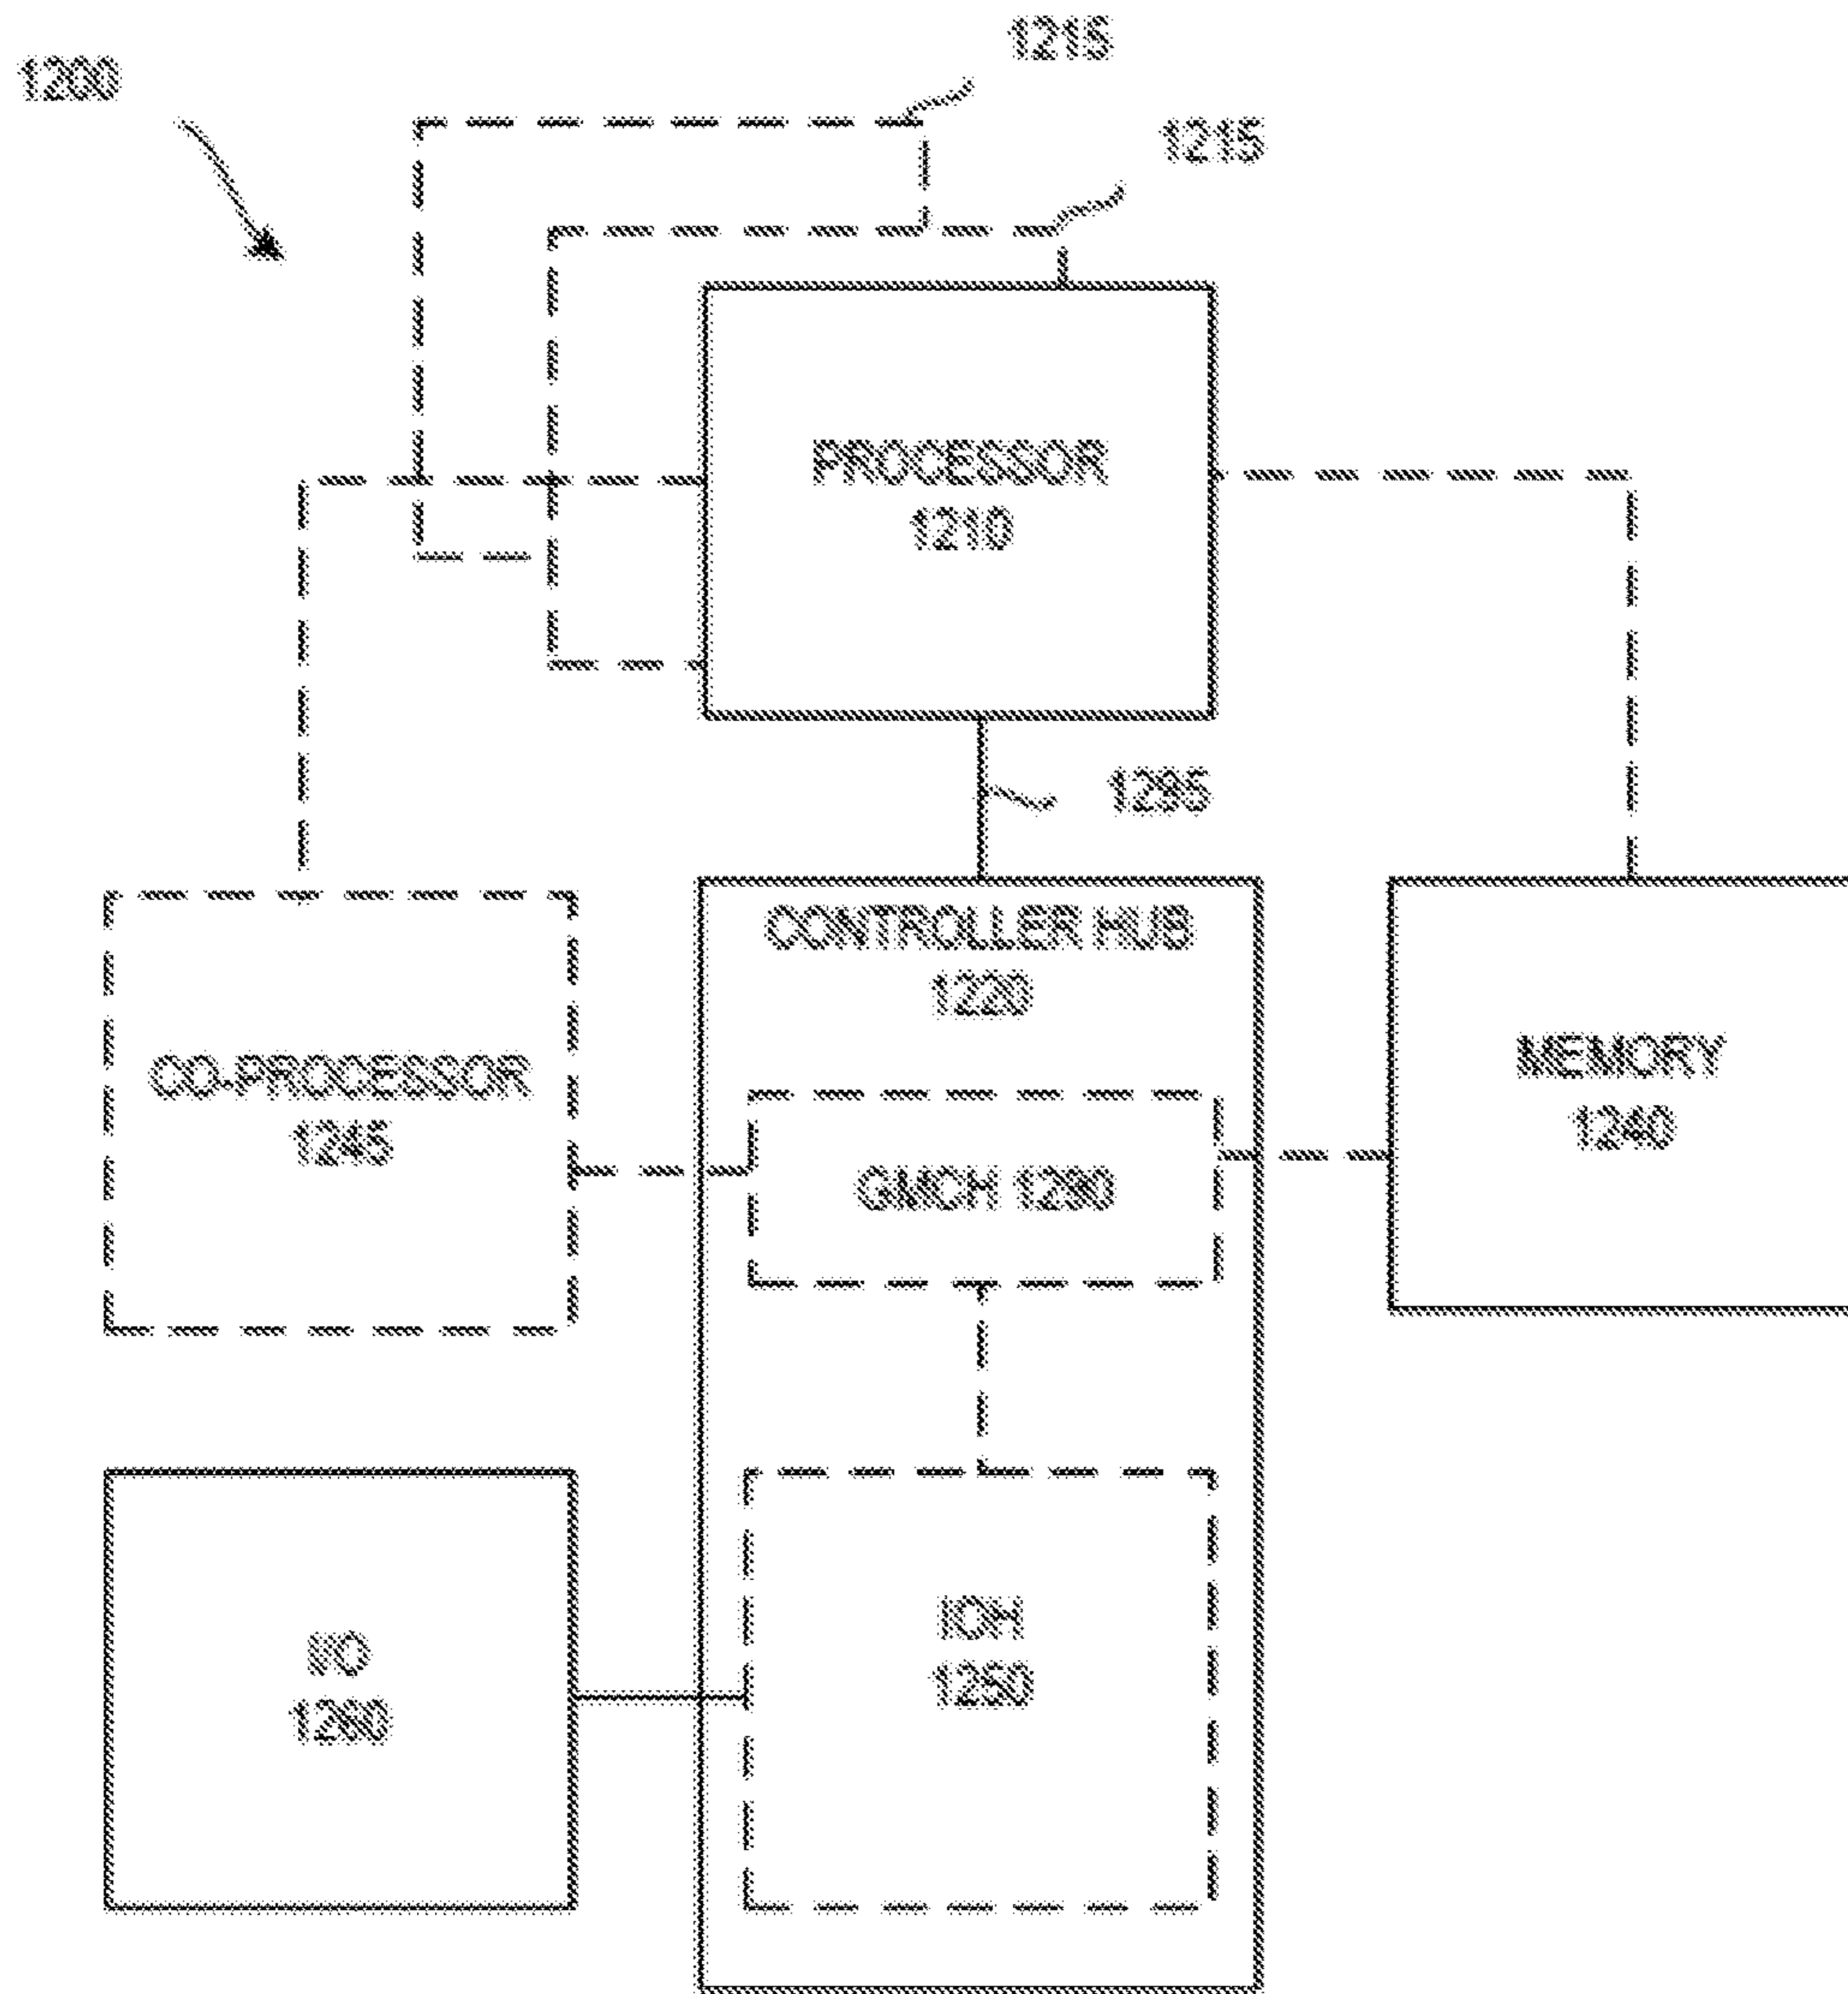 1200
1215
1215
PROCESSOR
1210
1295
CONTROLLER HUB
1220
CO-PROCESSOR
1245
GMCH 1290
MEMORY
1240
I/O
1260
IOH
1250